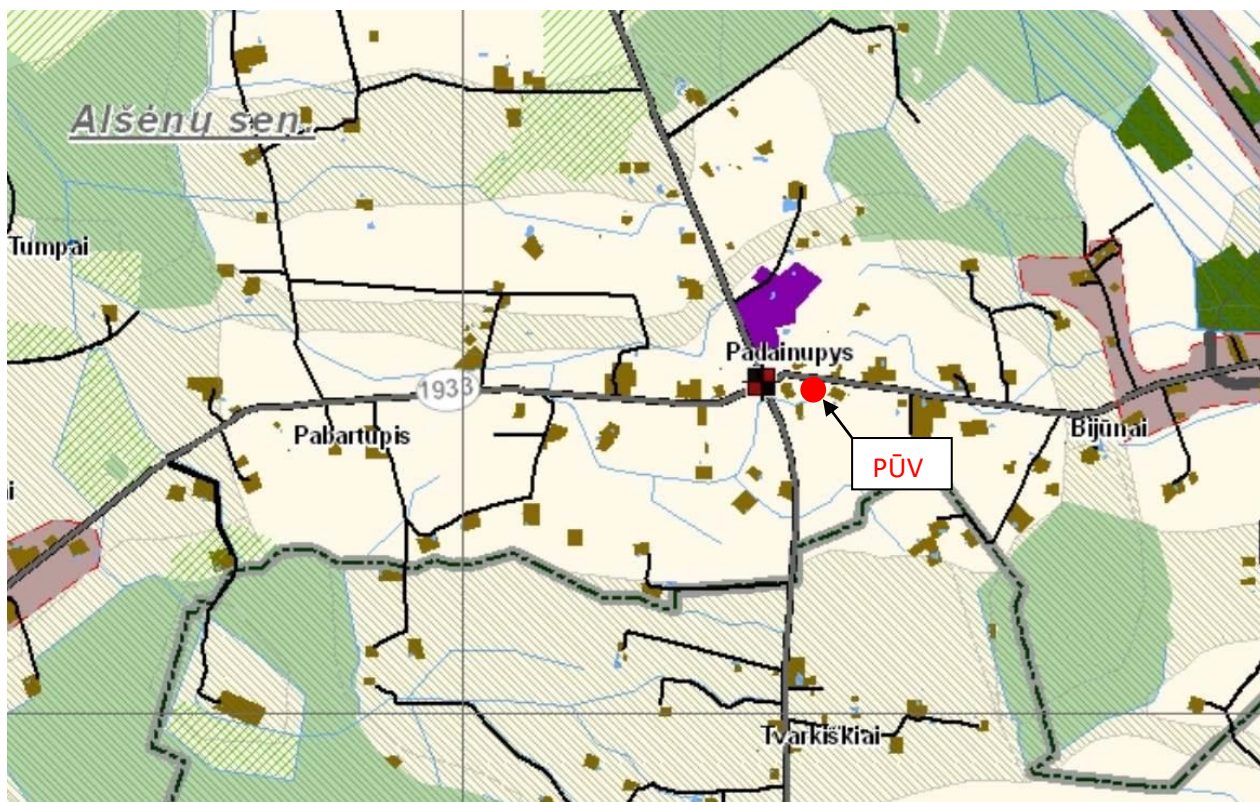 Alšėnų sen.
Tumpai
Padainupys
1933
Pabartupis
Bijūnai
PŪV
Tvarkiškiai